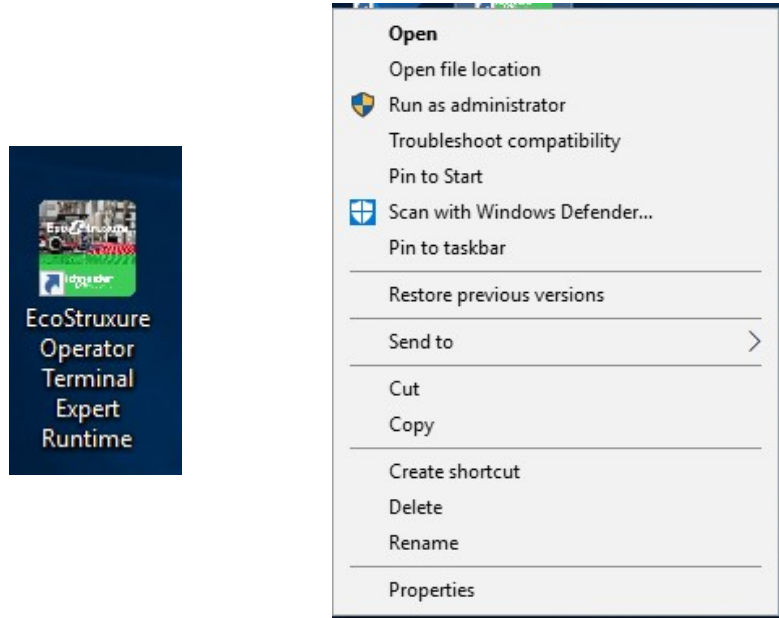 EcoStruxure
EcoStruxure
Operator
Terminal
Expert
Runtime
Open
Open file location
Run as administrator
Troubleshoot compatibility
Pin to Start
Scan with Windows Defender...
Pin to taskbar
Restore previous versions
Send to
Cut
Copy
Create shortcut
Delete
Rename
Properties